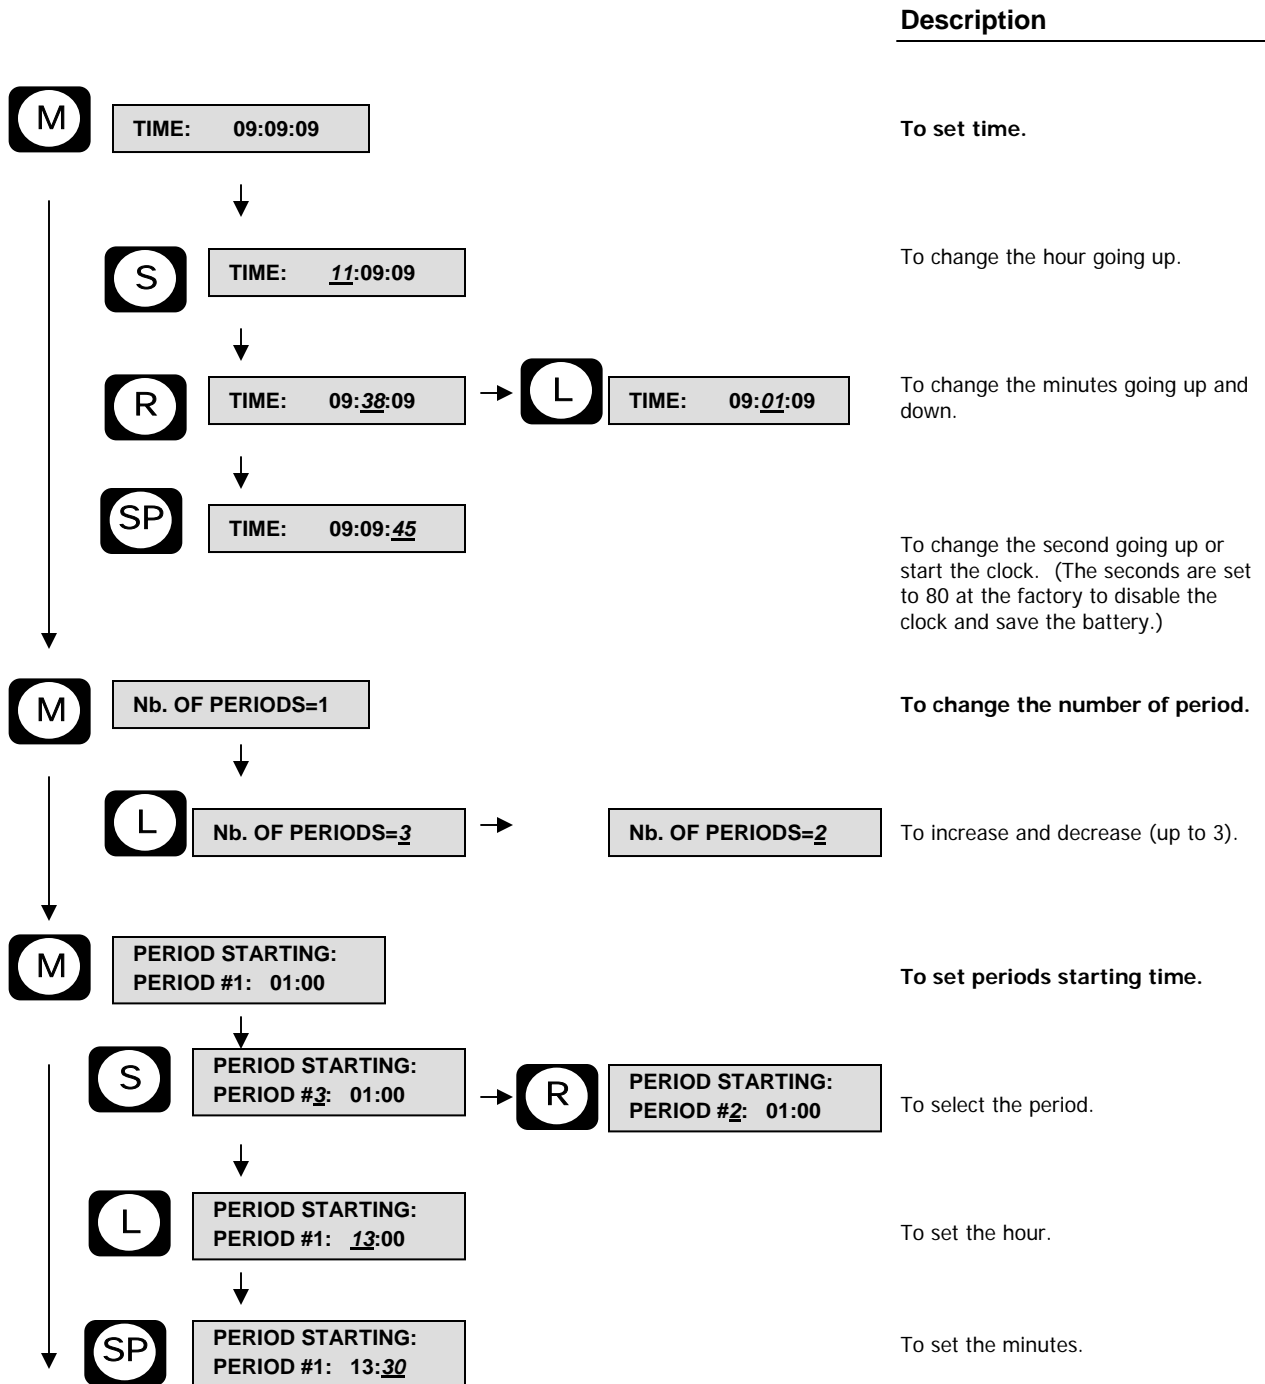 Description
M
TIME: 09:09:09
To set time.
S
TIME: 11:09:09
To change the hour going up.
R
TIME: 09:38:09
L
TIME: 09:01:09
To change the minutes going up and
down.
SP
TIME: 09:09:45
To change the second going up or
start the clock. (The seconds are set
to 80 at the factory to disable the
clock and save the battery.)
M
Nb. OF PERIODS=1
To change the number of period.
L
Nb. OF PERIODS=3
Nb. OF PERIODS=2
To increase and decrease (up to 3).
M
PERIOD STARTING:
PERIOD #1: 01:00
To set periods starting time.
S
PERIOD STARTING:
PERIOD #3: 01:00
R
PERIOD STARTING:
PERIOD #2: 01:00
To select the period.
L
PERIOD STARTING:
PERIOD #1: 13:00
To set the hour.
SP
PERIOD STARTING:
PERIOD #1: 13:30
To set the minutes.